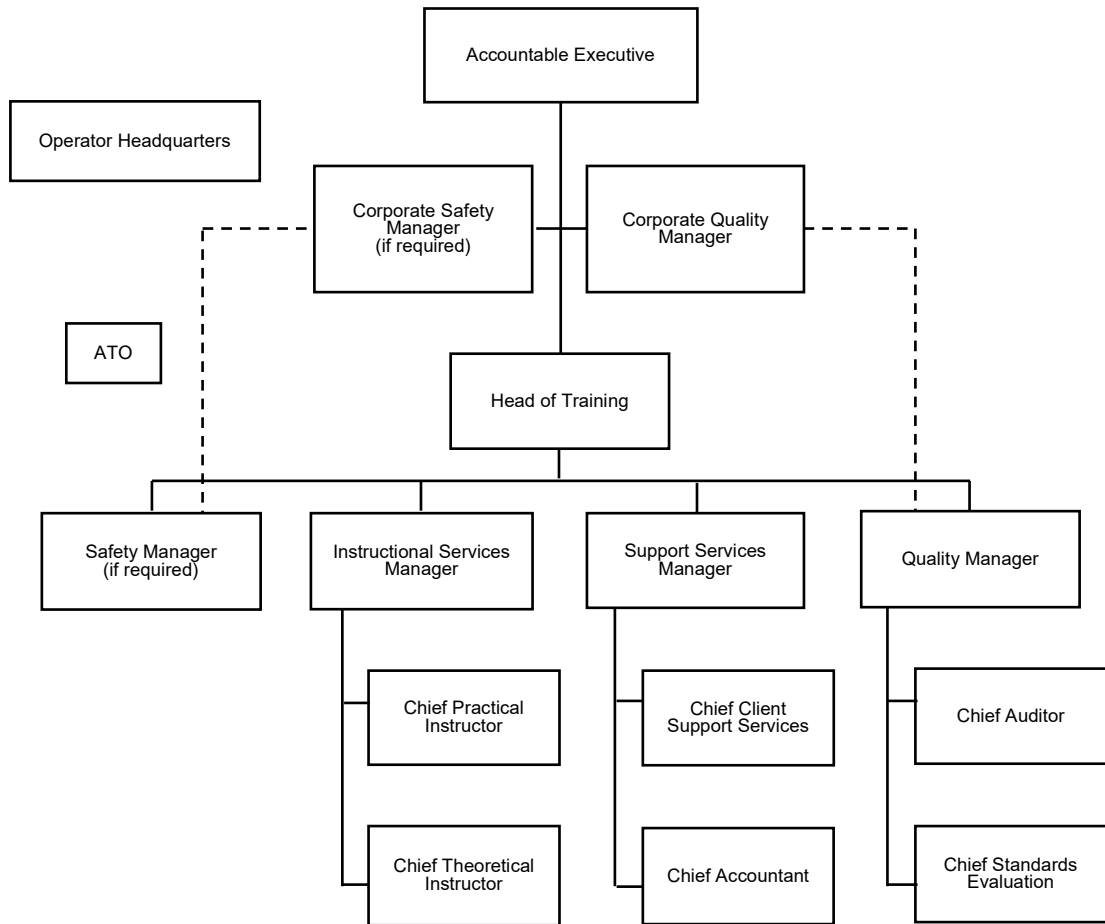 Accountable Executive
Operator Headquarters
Corporate Safety
Manager
(if required)
Corporate Quality
Manager
ATO
Head of Training
Safety Manager
(if required)
Instructional Services
Manager
Support Services
Manager
Quality Manager
Chief Practical
Instructor
Chief Client
Support Services
Chief Auditor
Chief Theoretical
Instructor
Chief Accountant
Chief Standards
Evaluation